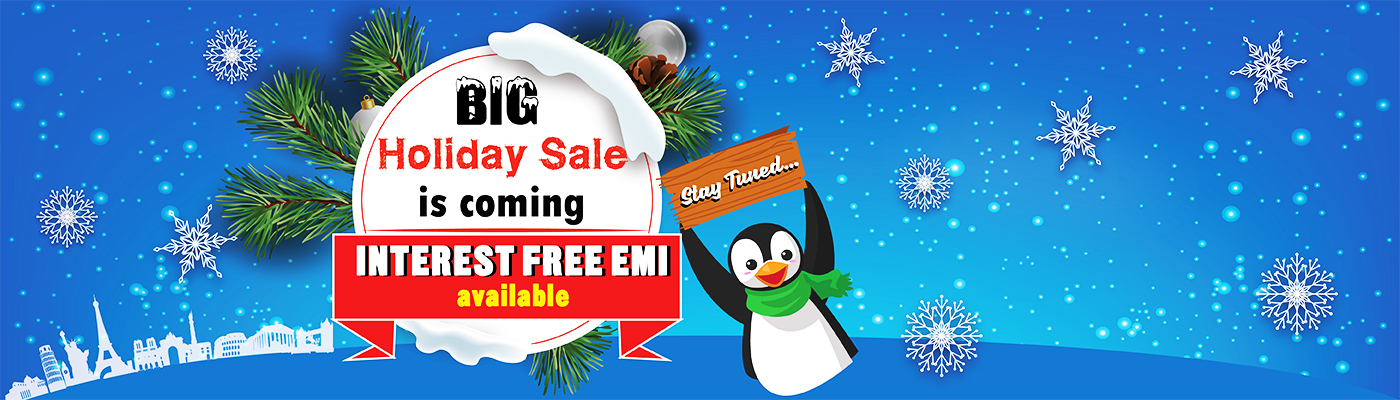 BIG
Holiday Sale
is coming
INTEREST FREE EMI
available
Stay Tuned...